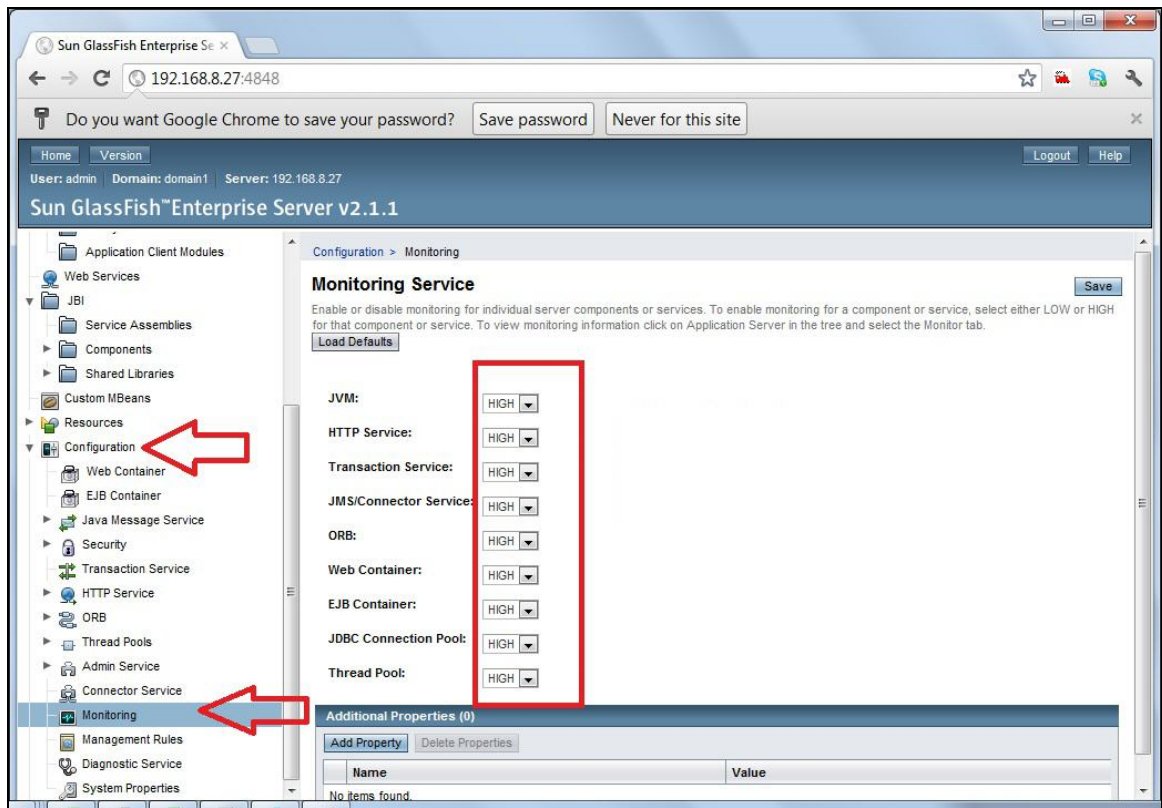 Sun GlassFish Enterprise Se
192.168.8.27:4848
Do you want Google Chrome to save your password? Save password Never for this site
Home Version Logout Help
User: admin Domain: domain1 Server: 192.168.8.27
Sun GlassFish™Enterprise Server v2.1.1
Application Client Modules
Web Services
JBI
Service Assemblies
Components
Shared Libraries
Custom MBeans
Resources
Configuration
Web Container
EJB Container
Java Message Service
Security
Transaction Service
HTTP Service
ORB
Thread Pools
Admin Service
Connector Service
Monitoring
Management Rules
Diagnostic Service
System Properties
Configuration > Monitoring
Monitoring Service
Save
Enable or disable monitoring for individual server components or services. To enable monitoring for a component or service, select either LOW or HIGH
for that component or service. To view monitoring information click on Application Server in the tree and select the Monitor tab.
Load Defaults
JVM: HIGH
HTTP Service: HIGH
Transaction Service: HIGH
JMS/Connector Service: HIGH
ORB: HIGH
Web Container: HIGH
EJB Container: HIGH
JDBC Connection Pool: HIGH
Thread Pool: HIGH
Additional Properties (0)
Add Property Delete Properties
Name Value
No items found.